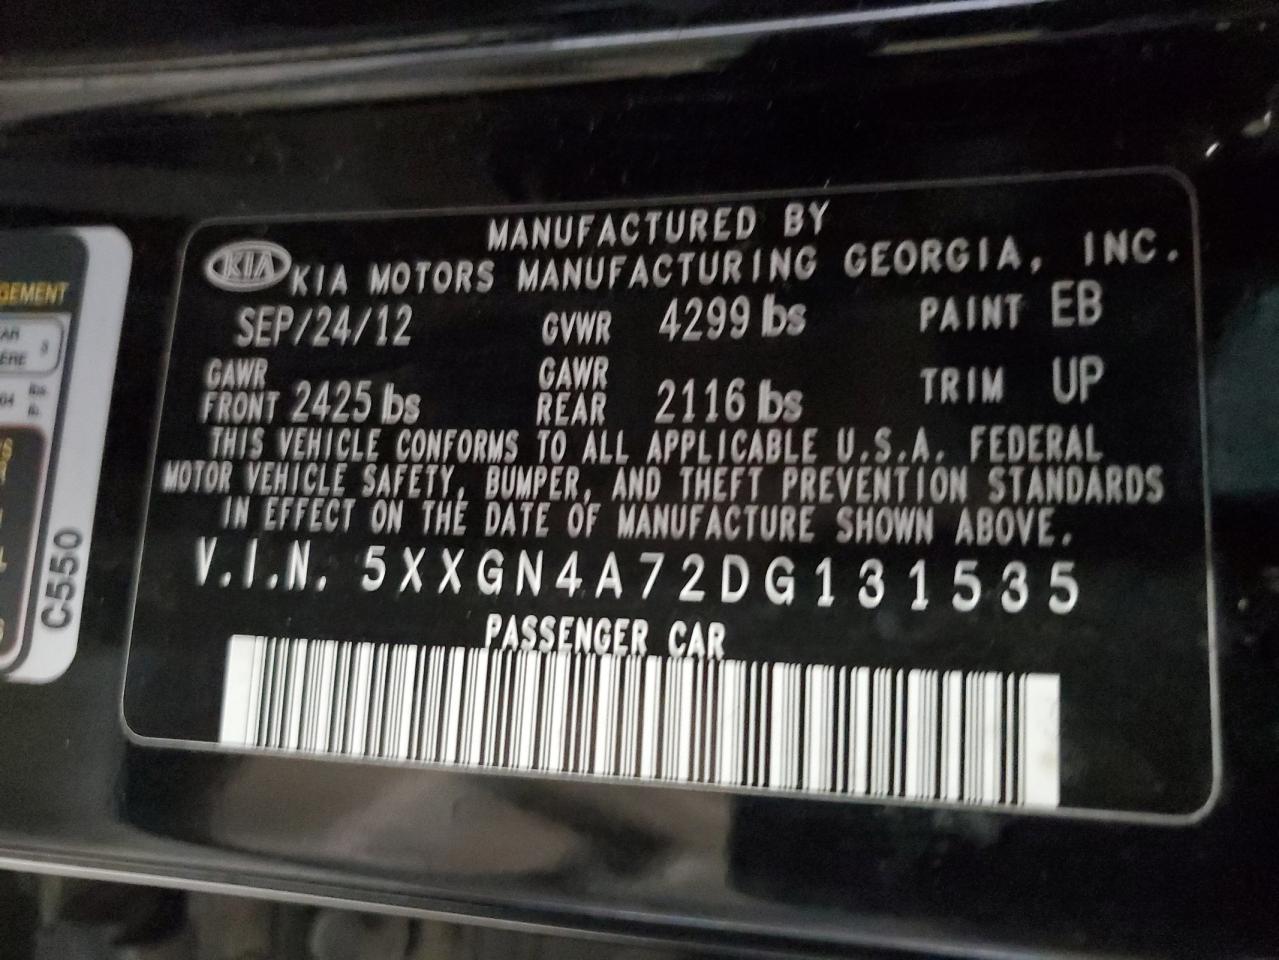 MANUFACTURED BY
KIA KIA MOTORS MANUFACTURING GEORGIA, INC.
SEP/24/12 GVWR 4299 lbs PAINT EB
GAWR FRONT 2425 lbs GAWR REAR 2116 lbs TRIM UP
THIS VEHICLE CONFORMS TO ALL APPLICABLE U.S.A. FEDERAL
MOTOR VEHICLE SAFETY, BUMPER, AND THEFT PREVENTION STANDARDS
IN EFFECT ON THE DATE OF MANUFACTURE SHOWN ABOVE.
V.I.N. 5XXGN4A72DG131535
PASSENGER CAR
C550